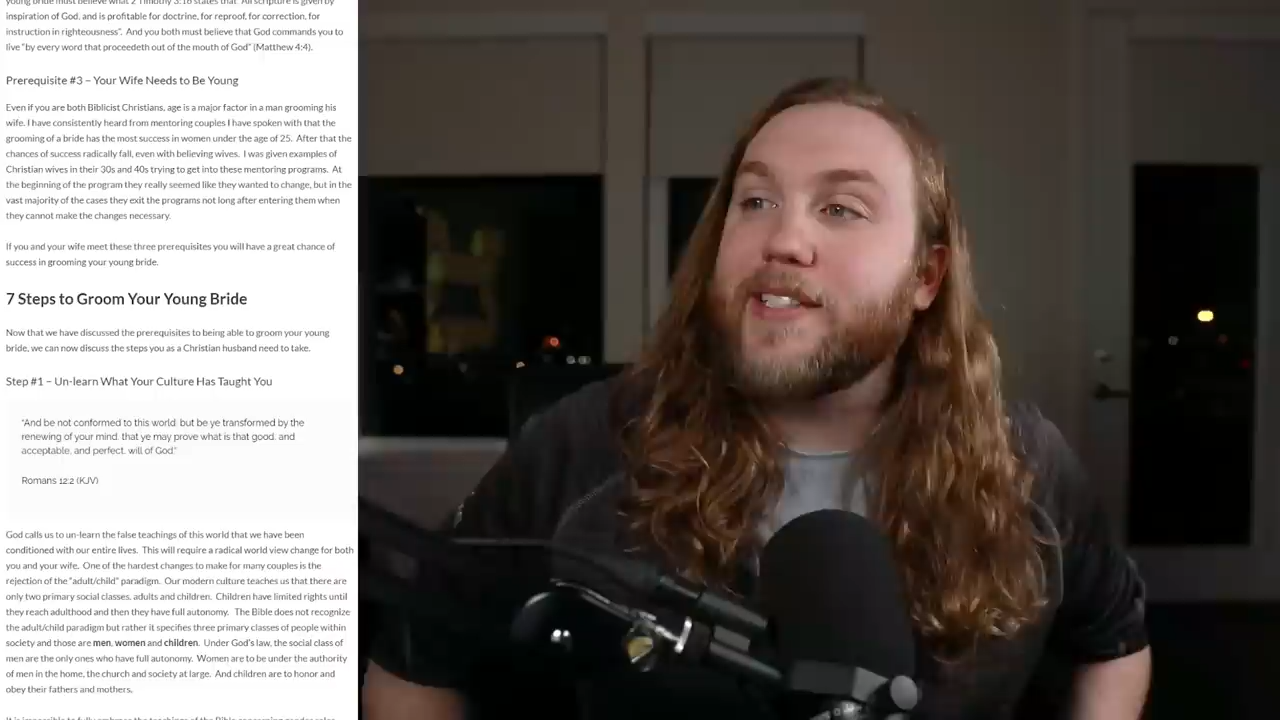 young bride must believe what 2 Timothy 3:16 states that "All scripture is given by
inspiration of God, and is profitable for doctrine, for reproof, for correction, for
instruction in righteousness". And you both must believe that God commands you to
live "by every word that proceedeth out of the mouth of God" (Matthew 4:4).
Prerequisite #3 – Your Wife Needs to Be Young
Even if you are both Biblicist Christians, age is a major factor in a man grooming his
wife. I have consistently heard from mentoring couples I have spoken with that the
grooming of a bride has the most success in women under the age of 25. After that the
chances of success radically fall, even with believing wives. I was given examples of
Christian wives in their 30s and 40s trying to get into these mentoring programs. At
the beginning of the program they really seemed like they wanted to change, but in the
vast majority of the cases they exit the programs not long after entering them when
they cannot make the changes necessary.
If you and your wife meet these three prerequisites you will have a great chance of
success in grooming your young bride.
7 Steps to Groom Your Young Bride
Now that we have discussed the prerequisites to being able to groom your young
bride, we can now discuss the steps you as a Christian husband need to take.
Step #1 – Un-learn What Your Culture Has Taught You
"And be not conformed to this world: but be ye transformed by the
renewing of your mind, that ye may prove what is that good, and
acceptable, and perfect, will of God."
Romans 12:2 (KJV)
God calls us to un-learn the false teachings of this world that we have been
conditioned with our entire lives. This will require a radical world view change for both
you and your wife. One of the hardest changes to make for many couples is the
rejection of the "adult/child" paradigm. Our modern culture teaches us that there are
only two primary social classes, adults and children. Children have limited rights until
they reach adulthood and then they have full autonomy. The Bible does not recognize
the adult/child paradigm but rather it specifies three primary classes of people within
society and those are men, women and children. Under God's law, the social class of
men are the only ones who have full autonomy. Women are to be under the authority
of men in the home, the church and society at large. And children are to honor and
obey their fathers and mothers.